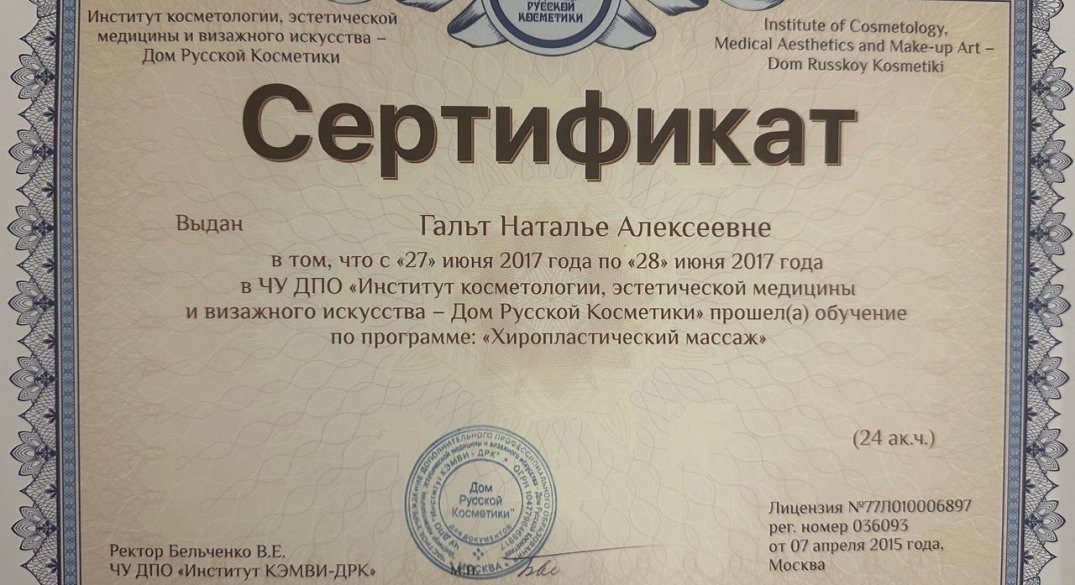 РУССКОЙ
КОСМЕТИКИ
Институт косметологии, эстетической
медицины и визажного искусства –
Дом Русской Косметики
Institute of Cosmetology,
Medical Aesthetics and Make-up Art –
Dom Russkoy Kosmetiki
Сертификат
Выдан Гальт Наталье Алексеевне
в том, что с «27» июня 2017 года по «28» июня 2017 года
в ЧУ ДПО «Институт косметологии, эстетической медицины
и визажного искусства – Дом Русской Косметики» прошел(а) обучение
по программе: «Хиропластический массаж»
(24 ак.ч.)
Дом
Русской
Косметики"
ДЛЯ ДОКУМЕНТОВ
МОСКВА
Лицензия №77Л010006897
рег. номер 036093
от 07 апреля 2015 года,
Москва
Ректор Бельченко В.Е.
ЧУ ДПО «Институт КЭМВИ-ДРК»
М.п.